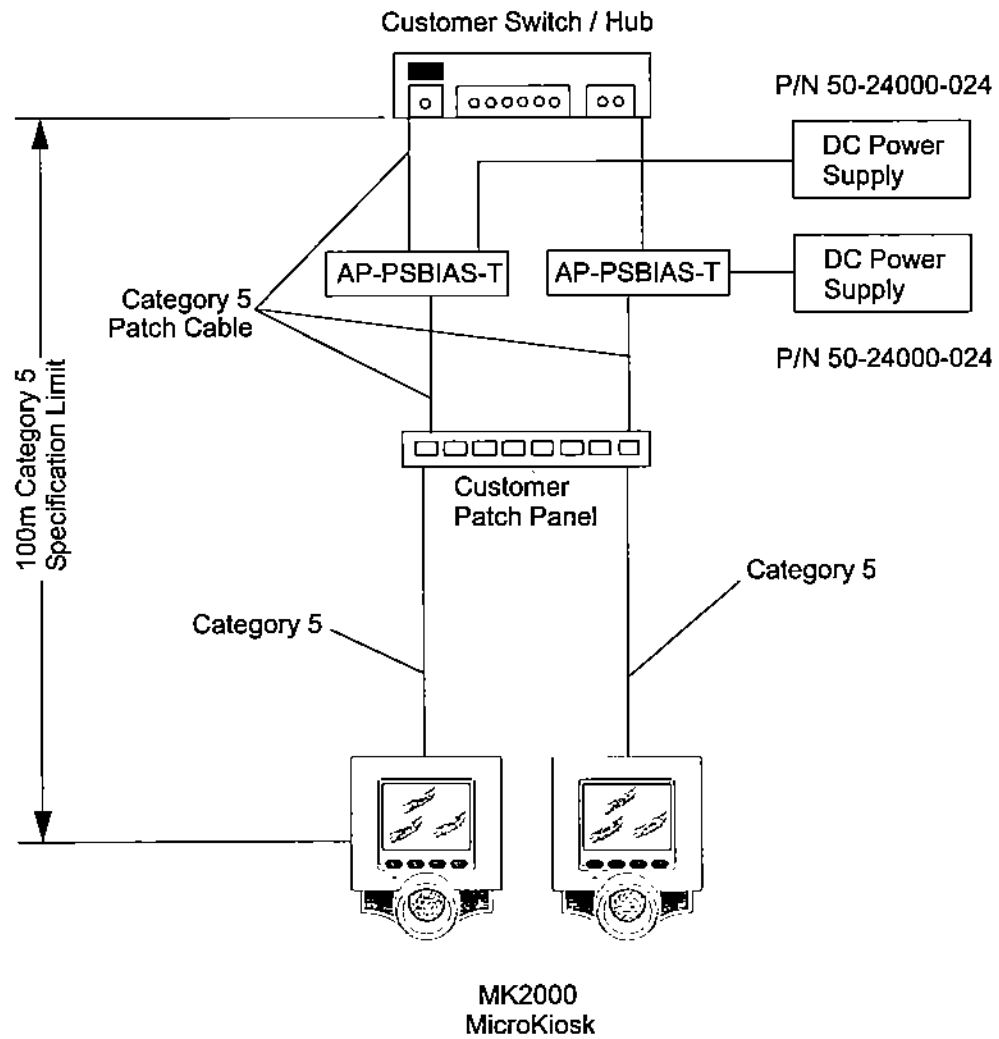 Customer Switch / Hub
P/N 50-24000-024
DC Power
Supply
AP-PSBIAS-T
AP-PSBIAS-T
DC Power
Supply
Category 5
Patch Cable
P/N 50-24000-024
100m Category 5
Specification Limit
Customer
Patch Panel
Category 5
Category 5
MK2000
MicroKiosk